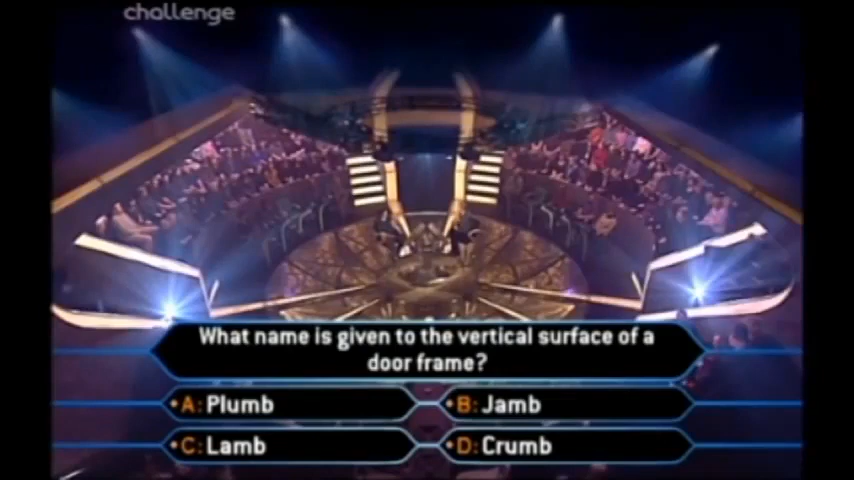 challenge
What name is given to the vertical surface of a
door frame?
A: Plumb
B: Jamb
C: Lamb
D: Crumb